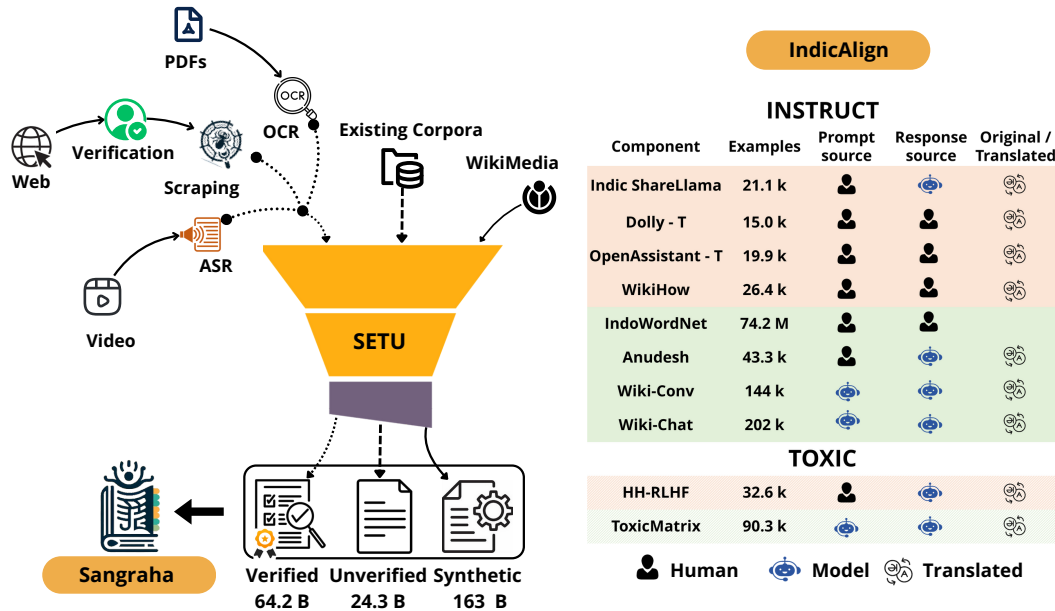 PDFs
OCR
OCR
Verification
Web
Scraping
Existing Corpora
WikiMedia
ASR
Video
SETU
Sangraha
Verified Unverified Synthetic
64.2 B 24.3 B 163 B
IndicAlign
INSTRUCT
Component Examples Prompt source Response source Original / Translated
Indic ShareLlama 21.1 k
Dolly - T 15.0 k
OpenAssistant - T 19.9 k
WikiHow 26.4 k
IndoWordNet 74.2 M
Anudesh 43.3 k
Wiki-Conv 144 k
Wiki-Chat 202 k
TOXIC
HH-RLHF 32.6 k
ToxicMatrix 90.3 k
Human Model Translated